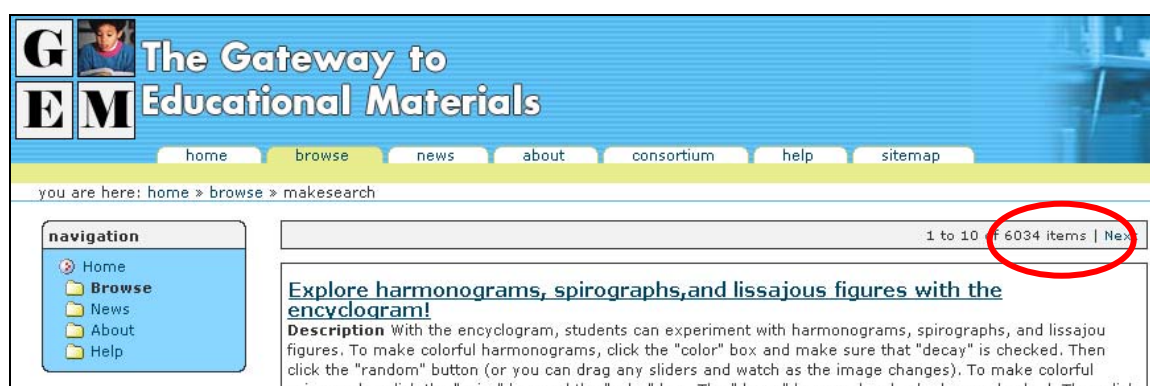 G
E M
The Gateway to
Educational Materials
home browse news about consortium help sitemap
you are here: home » browse » makesearch
navigation
Home
Browse
News
About
Help
1 to 10 of 6034 items | Next
Explore harmonograms, spirographs,and lissajous figures with the
encyclogram!
Description With the encyclogram, students can experiment with harmonograms, spirographs, and lissajou
figures. To make colorful harmonograms, click the "color" box and make sure that "decay" is checked. Then
click the "random" button (or you can drag any sliders and watch as the image changes). To make colorful